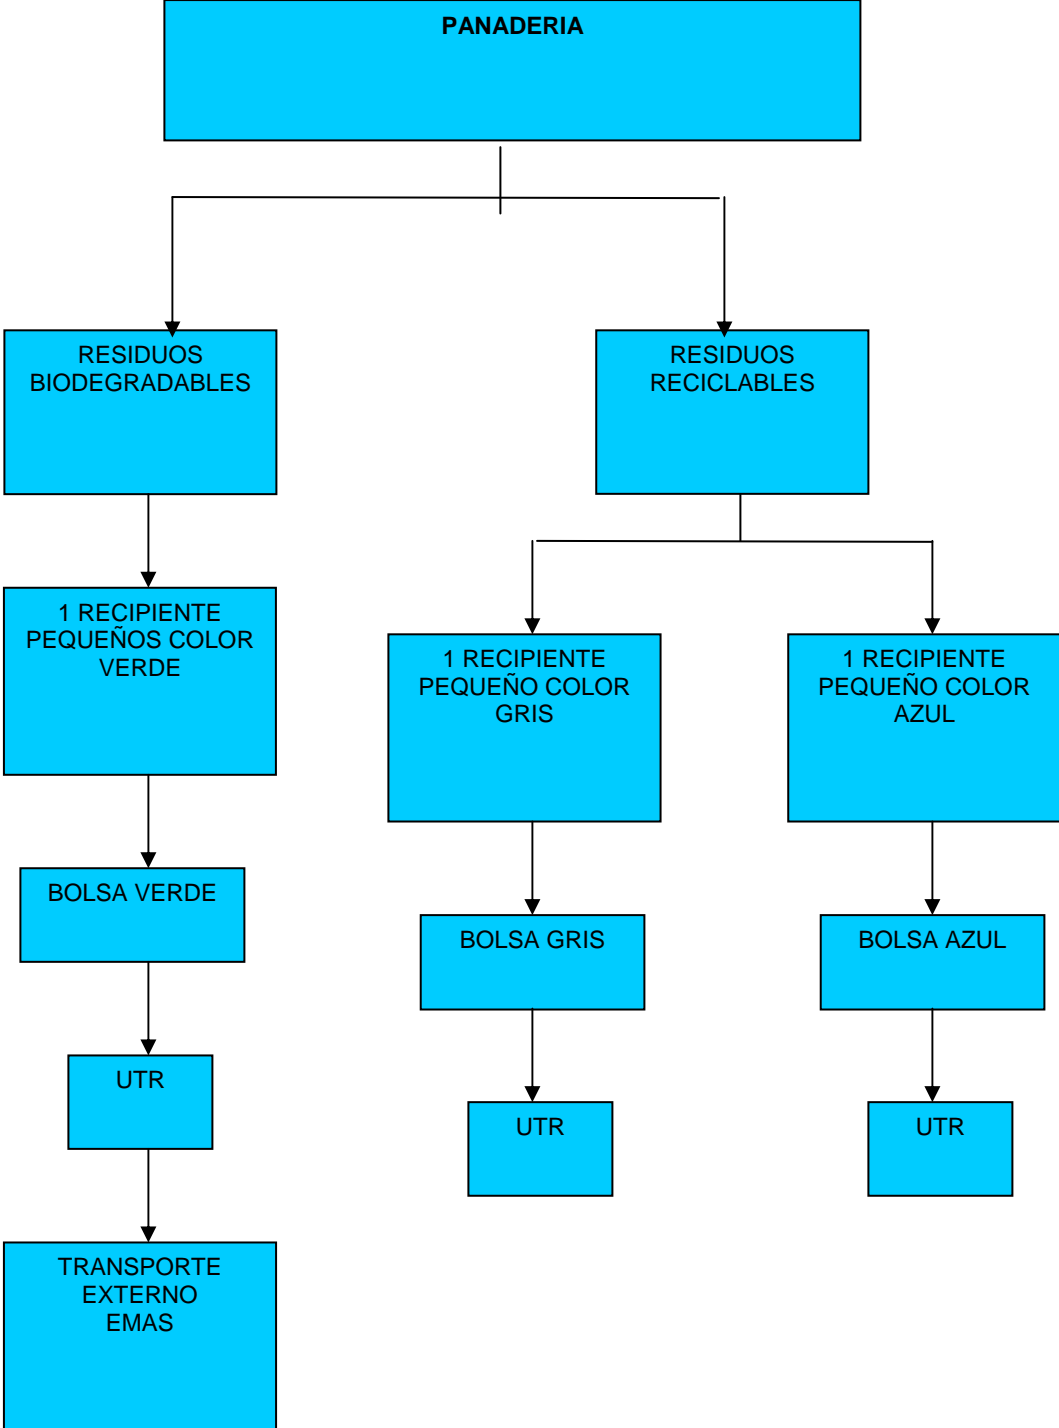 PANADERIA
RESIDUOS
BIODEGRADABLES
RESIDUOS
RECICLABLES
1 RECIPIENTE
PEQUEÑOS COLOR
VERDE
1 RECIPIENTE
PEQUEÑO COLOR
GRIS
1 RECIPIENTE
PEQUEÑO COLOR
AZUL
BOLSA VERDE
BOLSA GRIS
BOLSA AZUL
UTR
UTR
UTR
TRANSPORTE
EXTERNO
EMAS